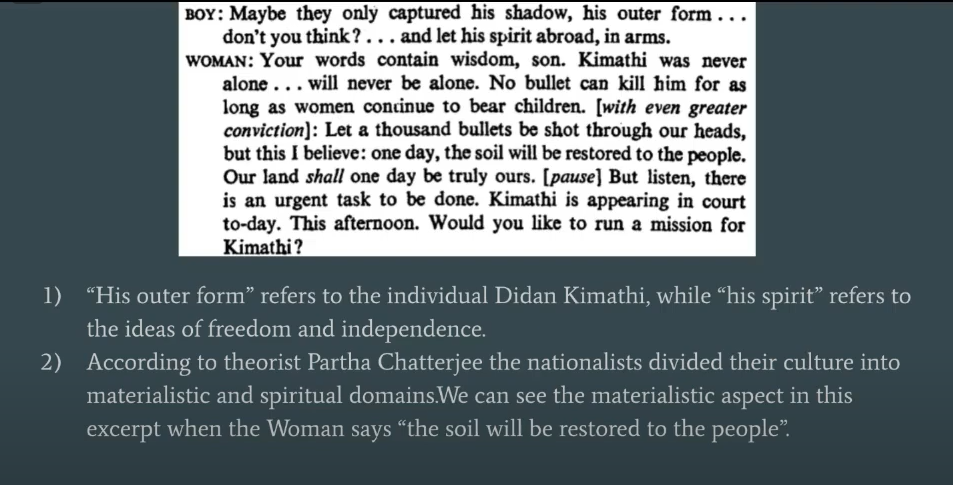 BOY: Maybe they only captured his shadow, his outer form...
don't you think?... and let his spirit abroad, in arms.
WOMAN: Your words contain wisdom, son. Kimathi was never
alone... will never be alone. No bullet can kill him for as
long as women continue to bear children. [with even greater
conviction]: Let a thousand bullets be shot through our heads,
but this I believe: one day, the soil will be restored to the people.
Our land shall one day be truly ours. [pause] But listen, there
is an urgent task to be done. Kimathi is appearing in court
to-day. This afternoon. Would you like to run a mission for
Kimathi?
1) “His outer form” refers to the individual Didan Kimathi, while “his spirit” refers to
the ideas of freedom and independence.
2) According to theorist Partha Chatterjee the nationalists divided their culture into
materialistic and spiritual domains.We can see the materialistic aspect in this
excerpt when the Woman says “the soil will be restored to the people”.